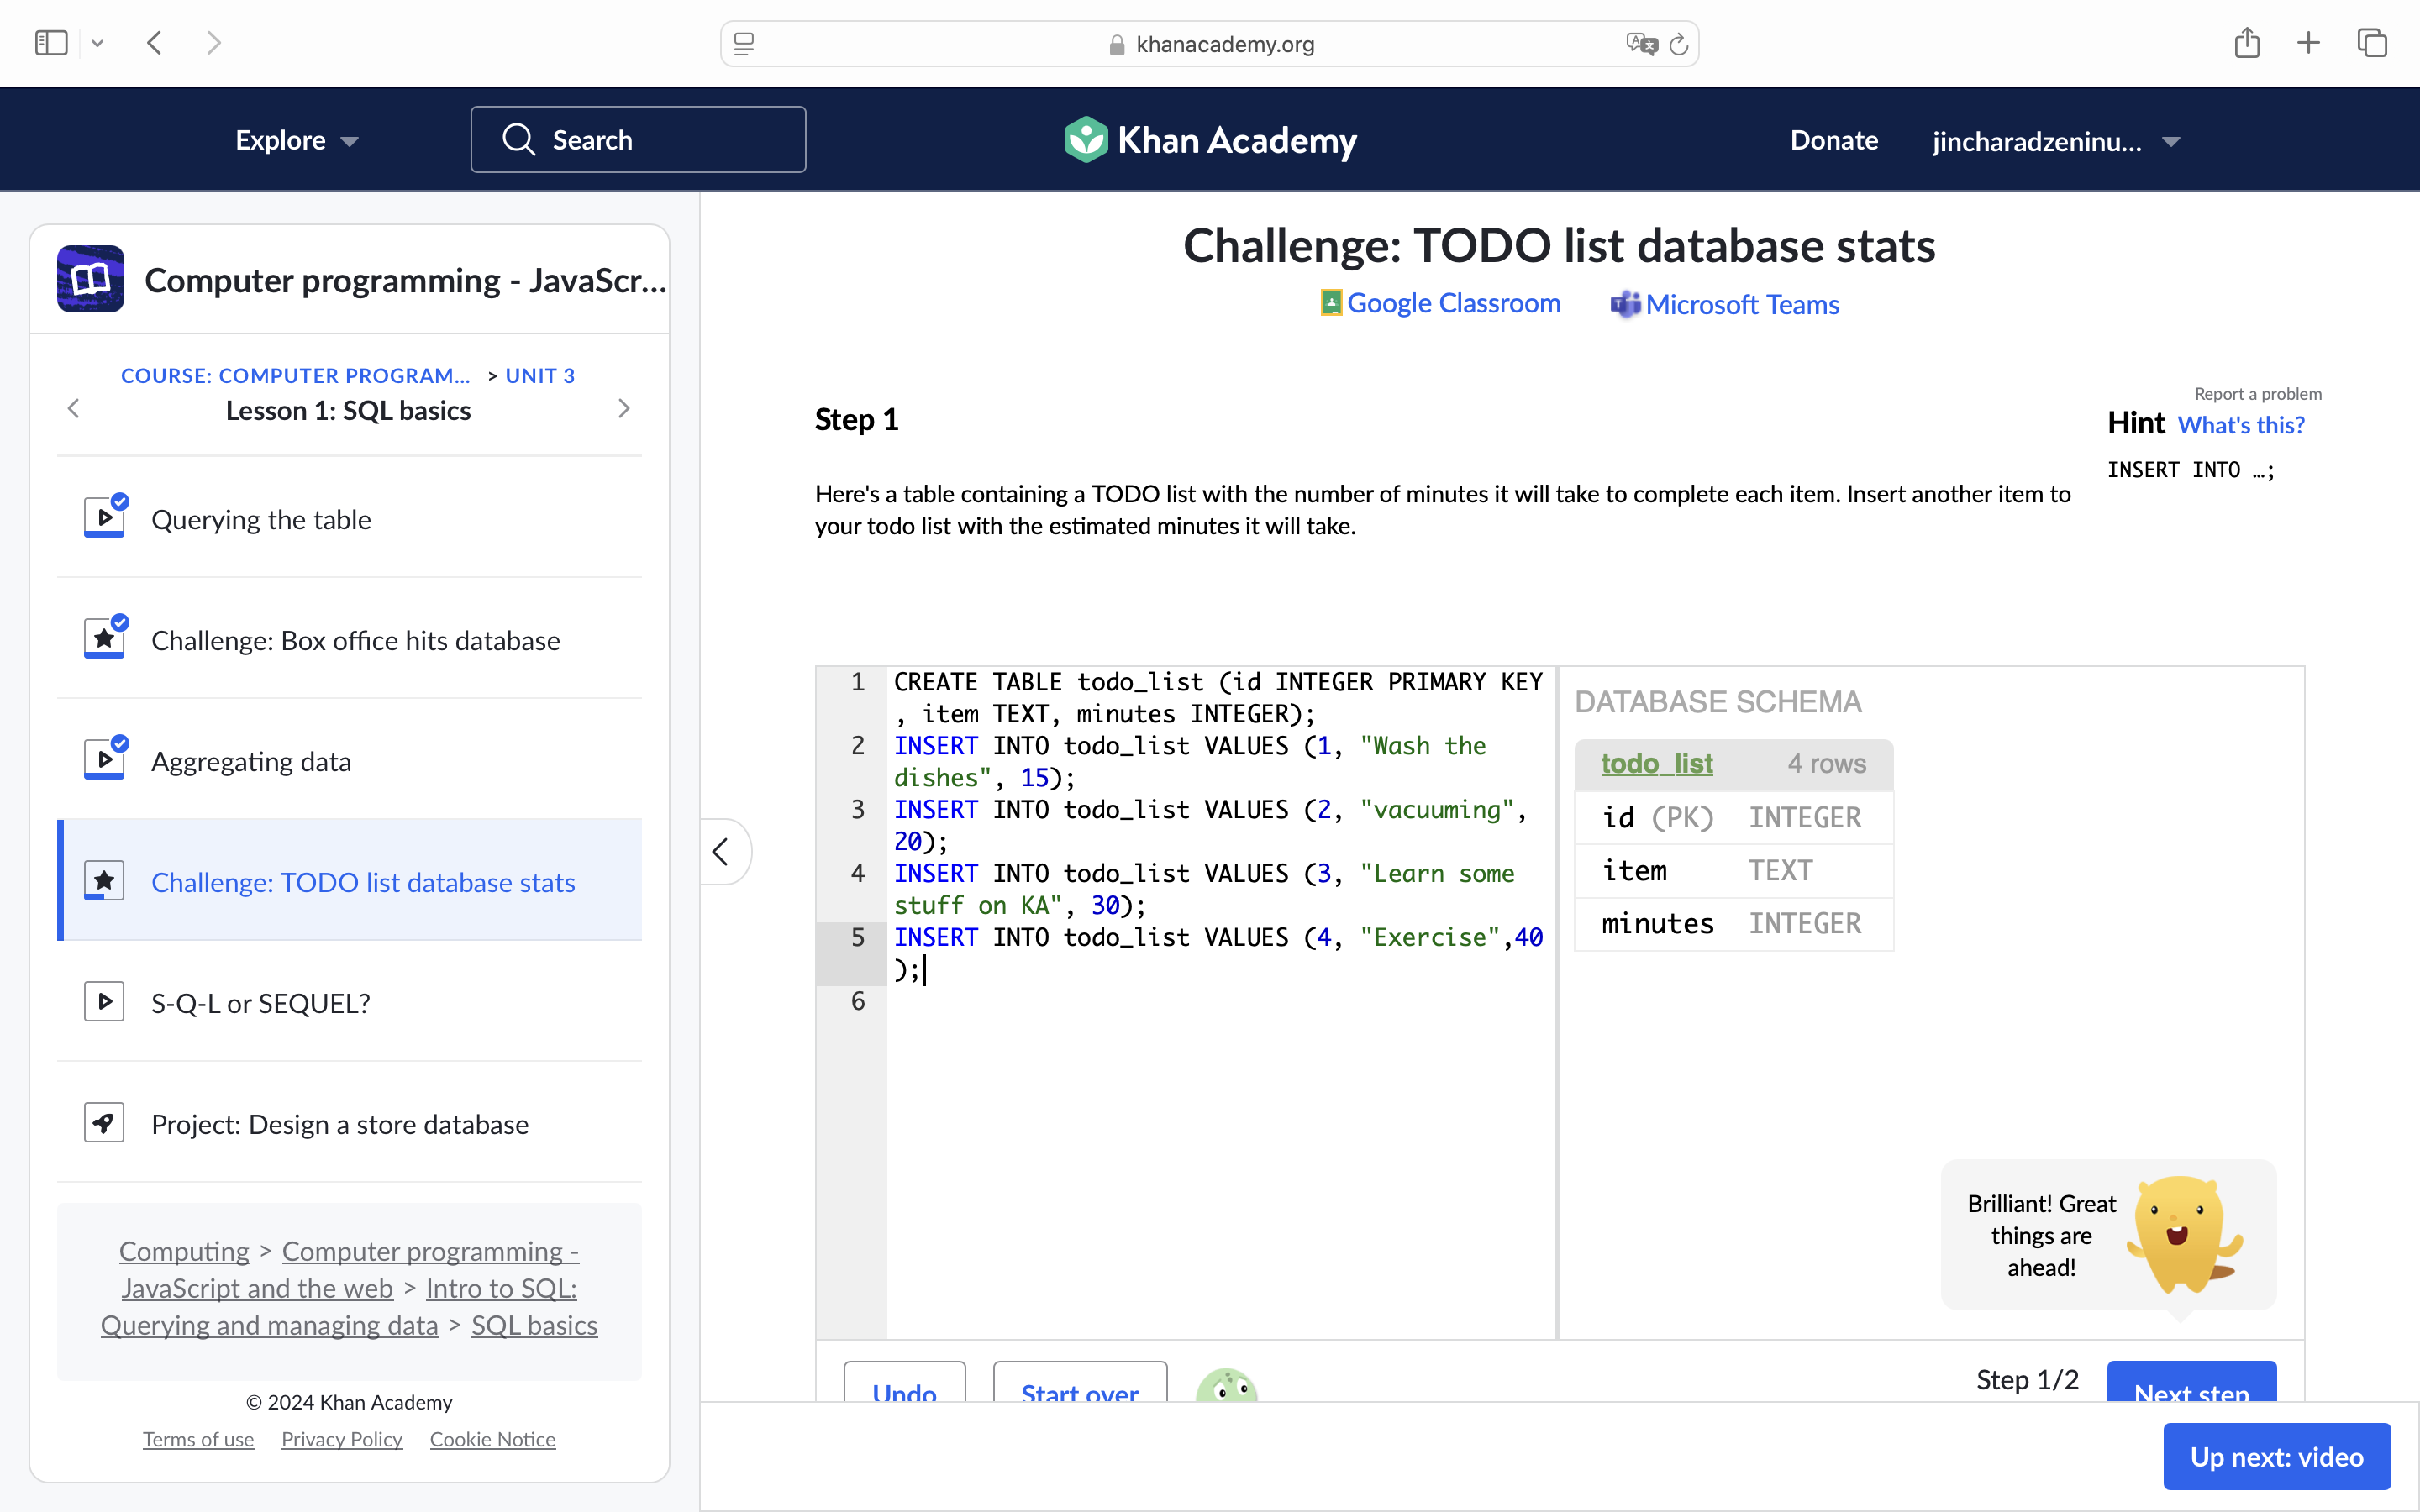 khanacademy.org
Explore
Search
Khan Academy
Donate
jincharadzeninu...
Computer programming - JavaScr...
COURSE: COMPUTER PROGRAM... > UNIT 3
Lesson 1: SQL basics
Querying the table
Challenge: Box office hits database
Aggregating data
Challenge: TODO list database stats
S-Q-L or SEQUEL?
Project: Design a store database
Computing > Computer programming -
JavaScript and the web > Intro to SQL:
Querying and managing data > SQL basics
© 2024 Khan Academy
Terms of use Privacy Policy Cookie Notice
Challenge: TODO list database stats
Google Classroom Microsoft Teams
Report a problem
Step 1
Hint What's this?
INSERT INTO …;
Here's a table containing a TODO list with the number of minutes it will take to complete each item. Insert another item to
your todo list with the estimated minutes it will take.
1 CREATE TABLE todo_list (id INTEGER PRIMARY KEY
, item TEXT, minutes INTEGER);
2 INSERT INTO todo_list VALUES (1, "Wash the
dishes", 15);
3 INSERT INTO todo_list VALUES (2, "vacuuming",
20);
4 INSERT INTO todo_list VALUES (3, "Learn some
stuff on KA", 30);
5 INSERT INTO todo_list VALUES (4, "Exercise",40
);
6
DATABASE SCHEMA
todo_list 4 rows
id (PK) INTEGER
item TEXT
minutes INTEGER
Brilliant! Great
things are
ahead!
Undo
Start over
Step 1/2
Next step
Up next: video